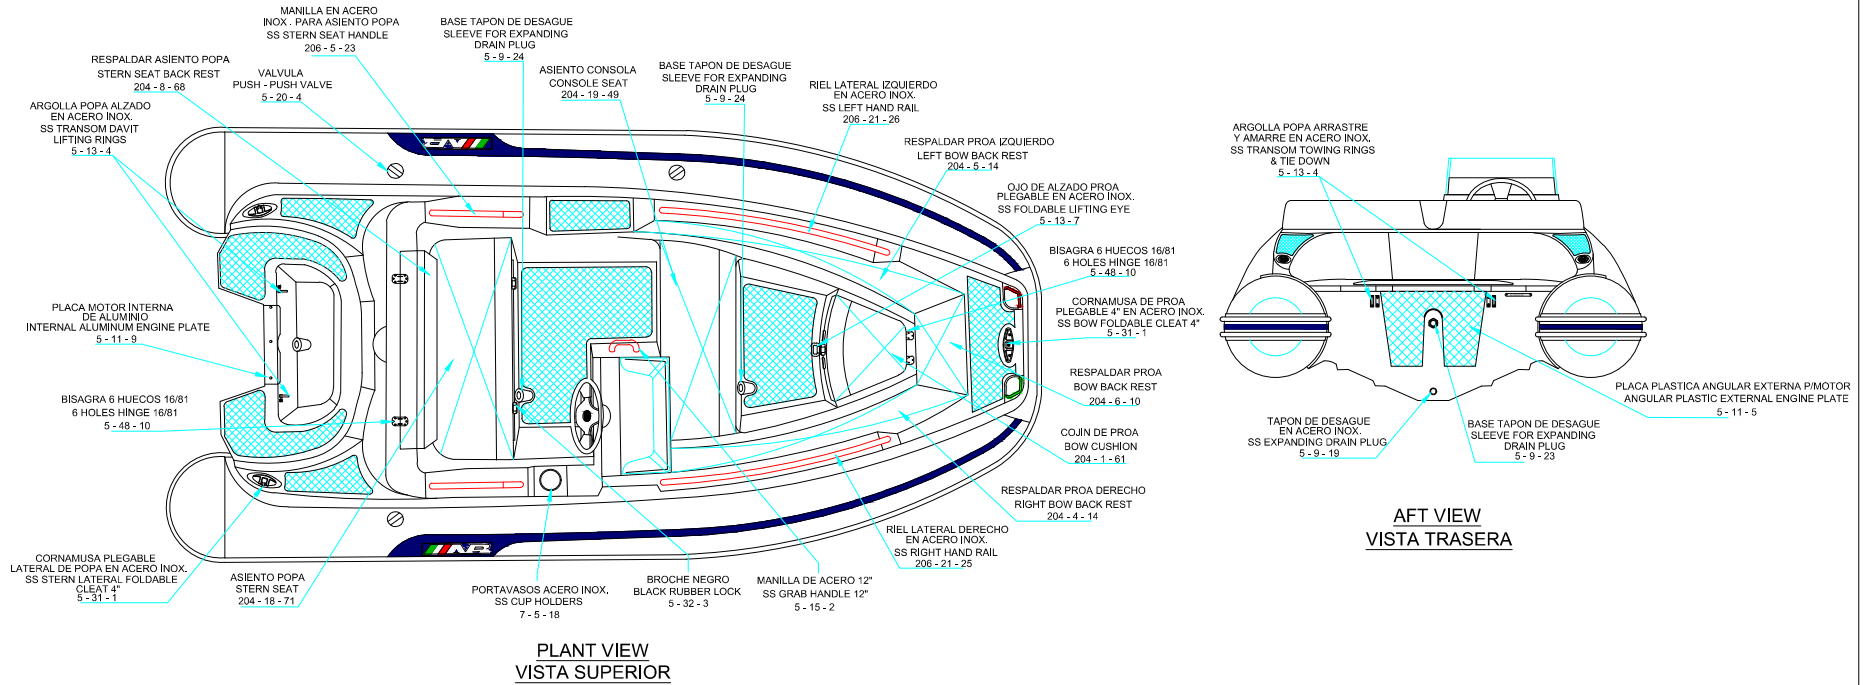 MANILLA EN ACERO
INOX. PARA ASIENTO POPA
SS STERN SEAT HANDLE
206 - 5 - 23
BASE TAPON DE DESAGUE
SLEEVE FOR EXPANDING
DRAIN PLUG
5 - 9 - 24
RESPALDAR ASIENTO POPA
STERN SEAT BACK REST
204 - 8 - 68
VALVULA
PUSH - PUSH VALVE
5 - 20 - 4
ASIENTO CONSOLA
CONSOLE SEAT
204 - 19 - 49
BASE TAPON DE DESAGUE
SLEEVE FOR EXPANDING
DRAIN PLUG
5 - 9 - 24
RIEL LATERAL IZQUIERDO
EN ACERO INOX.
SS LEFT HAND RAIL
206 - 21 - 26
ARGOLLA POPA ALZADO
EN ACERO INOX.
SS TRANSOM DAVIT
LIFTING RINGS
5 - 13 - 4
RESPALDAR PROA IZQUIERDO
LEFT BOW BACK REST
204 - 5 - 14
OJO DE ALZADO PROA
PLEGABLE EN ACERO INOX.
SS FOLDABLE LIFTING EYE
5 - 13 - 7
BISAGRA 6 HUECOS 16/81
6 HOLES HINGE 16/81
5 - 48 - 10
CORNAMUSA DE PROA
PLEGABLE 4" EN ACERO INOX.
SS BOW FOLDABLE CLEAT 4"
5 - 31 - 1
PLACA MOTOR INTERNA
DE ALUMINIO
INTERNAL ALUMINUM ENGINE PLATE
5 - 11 - 9
RESPALDAR PROA
BOW BACK REST
204 - 6 - 10
BISAGRA 6 HUECOS 16/81
6 HOLES HINGE 16/81
5 - 48 - 10
COJIN DE PROA
BOW CUSHION
204 - 1 - 61
RESPALDAR PROA DERECHO
RIGHT BOW BACK REST
204 - 4 - 14
RIEL LATERAL DERECHO
EN ACERO INOX.
SS RIGHT HAND RAIL
206 - 21 - 25
CORNAMUSA PLEGABLE
LATERAL DE POPA EN ACERO INOX.
SS STERN LATERAL FOLDABLE
CLEAT 4"
5 - 31 - 1
ASIENTO POPA
STERN SEAT
204 - 18 - 71
PORTAVASOS ACERO INOX.
SS CUP HOLDERS
7 - 5 - 18
BROCHE NEGRO
BLACK RUBBER LOCK
5 - 32 - 3
MANILLA DE ACERO 12"
SS GRAB HANDLE 12"
5 - 15 - 2
PLANT VIEW
VISTA SUPERIOR
ARGOLLA POPA ARRASTRE
Y AMARRE EN ACERO INOX.
SS TRANSOM TOWING RINGS
& TIE DOWN
5 - 13 - 4
PLACA PLASTICA ANGULAR EXTERNA P/MOTOR
ANGULAR PLASTIC EXTERNAL ENGINE PLATE
5 - 11 - 5
TAPON DE DESAGUE
EN ACERO INOX.
SS EXPANDING DRAIN PLUG
5 - 9 - 19
BASE TAPON DE DESAGUE
SLEEVE FOR EXPANDING
DRAIN PLUG
5 - 9 - 23
AFT VIEW
VISTA TRASERA